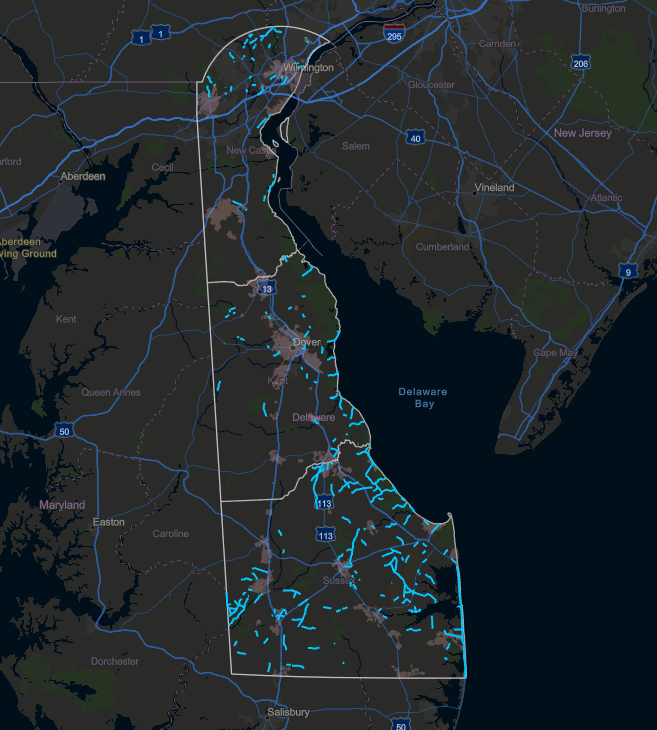 Burlington
1
1
295
Camden
206
Wilmington
Gloucester
New Jersey
40
Salem
New Castle
Cecil
Aberdeen
Vineland
Atlantic
Cumberland
Aberdeen
ving Ground
9
13
Kent
Dover
Cape May
Kent
Queen Annes
Delaware
Bay
Delaware
50
Maryland
113
Easton
Caroline
113
Sussex
Dorchester
Salisbury
50